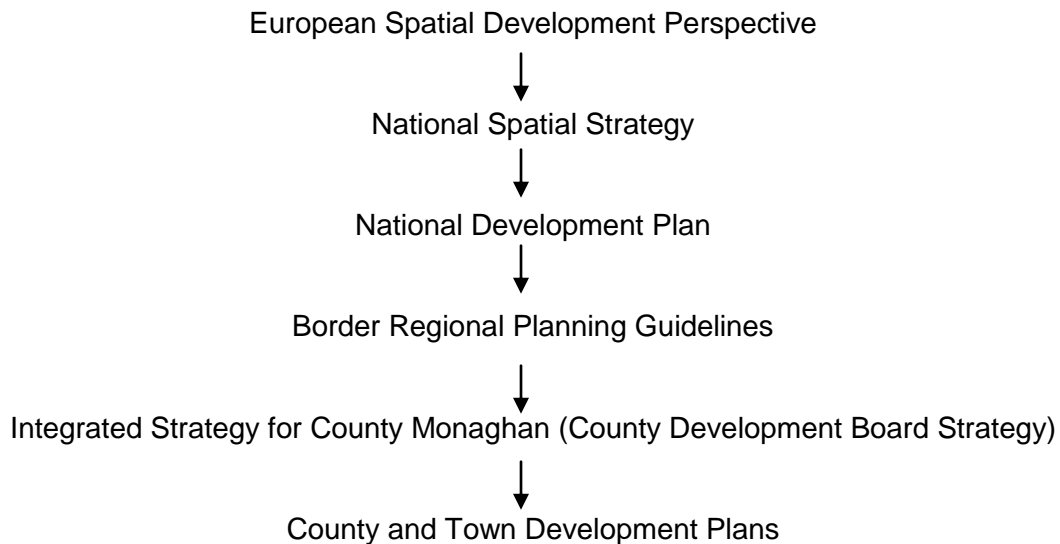 European Spatial Development Perspective
National Spatial Strategy
National Development Plan
Border Regional Planning Guidelines
Integrated Strategy for County Monaghan (County Development Board Strategy)
County and Town Development Plans